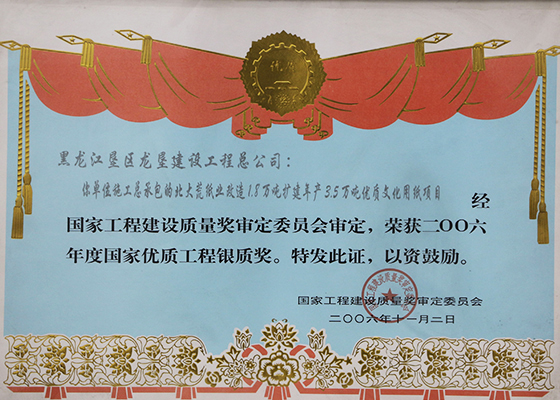 黑龙江垦区龙垦建设工程总公司：
你单位施工总承包的北大荒纸业改造1.8万吨扩建年产3.5万吨优质文化用纸项目 经
国家工程建设质量奖审定委员会审定，荣获二〇〇六
年度国家优质工程银质奖。特发此证，以资鼓励。
国家工程建设质量奖审定委员会
二〇〇六年十一月二日